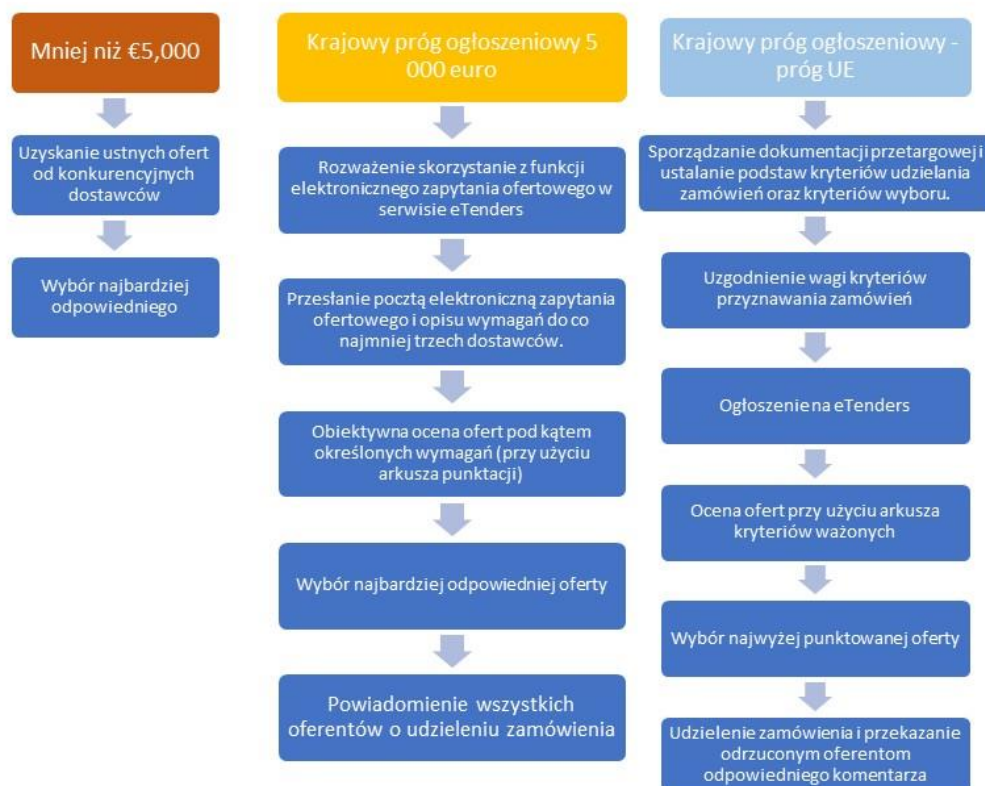 Mniej niż €5,000
Uzyskanie ustnych ofert
od konkurencyjnych
dostawców
Wybór najbardziej
odpowiedniego
Krajowy próg ogłoszeniowy 5
000 euro
Rozważenie skorzystanie z funkcji
elektronicznego zapytania ofertowego w
serwisie eTenders
Przesłanie pocztą elektroniczną zapytania
ofertowego i opisu wymagań do co
najmniej trzech dostawców.
Obiektywna ocena ofert pod kątem
określonych wymagań (przy użyciu
arkusza punktacji)
Wybór najbardziej odpowiedniej oferty
Powiadomienie wszystkich
oferentów o udzieleniu zamówienia
Krajowy próg ogłoszeniowy -
próg UE
Sporządzanie dokumentacji przetargowej i
ustalanie podstaw kryteriów udzielania
zamówień oraz kryteriów wyboru.
Uzgodnienie wagi kryteriów
przyznawania zamówień
Ogłoszenie na eTenders
Ocena ofert przy użyciu arkusza
kryteriów ważonych
Wybór najwyżej punktowanej oferty
Udzielenie zamówienia i przekazanie
odrzuconym oferentom
odpowiedniego komentarza